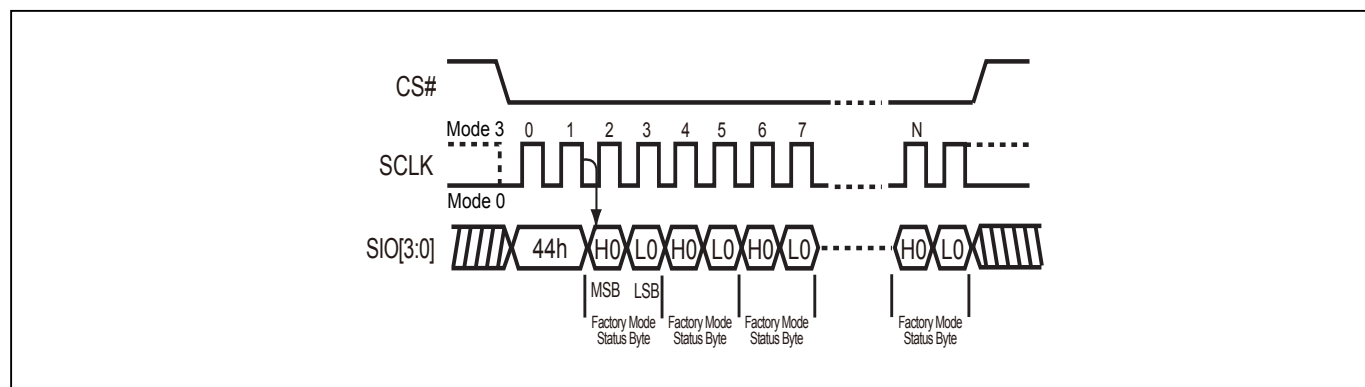 CS#
Mode 3
0 1 2 3 4 5 6 7 N
SCLK
Mode 0
SIO[3:0]
44h H0 L0 H0 L0 H0 L0 H0 L0
MSB LSB
Factory Mode Factory Mode Factory Mode Factory Mode
Status Byte Status Byte Status Byte Status Byte